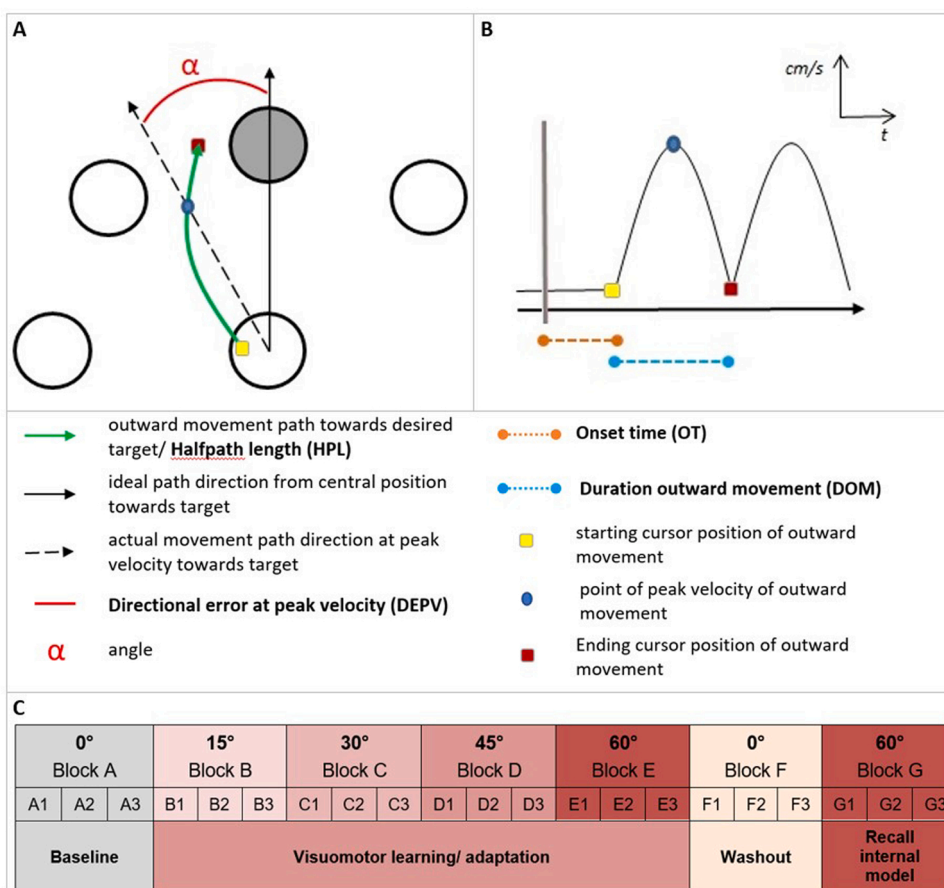 A
B
α
cm/s
t
outward movement path towards desired
target/ Halfpath length (HPL)
ideal path direction from central position
towards target
actual movement path direction at peak
velocity towards target
Directional error at peak velocity (DEPV)
α angle
Onset time (OT)
Duration outward movement (DOM)
starting cursor position of outward
movement
point of peak velocity of outward
movement
Ending cursor position of outward
movement
C
0° 15° 30° 45° 60° 0° 60°
Block A Block B Block C Block D Block E Block F Block G
A1 A2 A3 B1 B2 B3 C1 C2 C3 D1 D2 D3 E1 E2 E3 F1 F2 F3 G1 G2 G3
Baseline
Visuomotor learning/ adaptation
Washout
Recall
internal
model